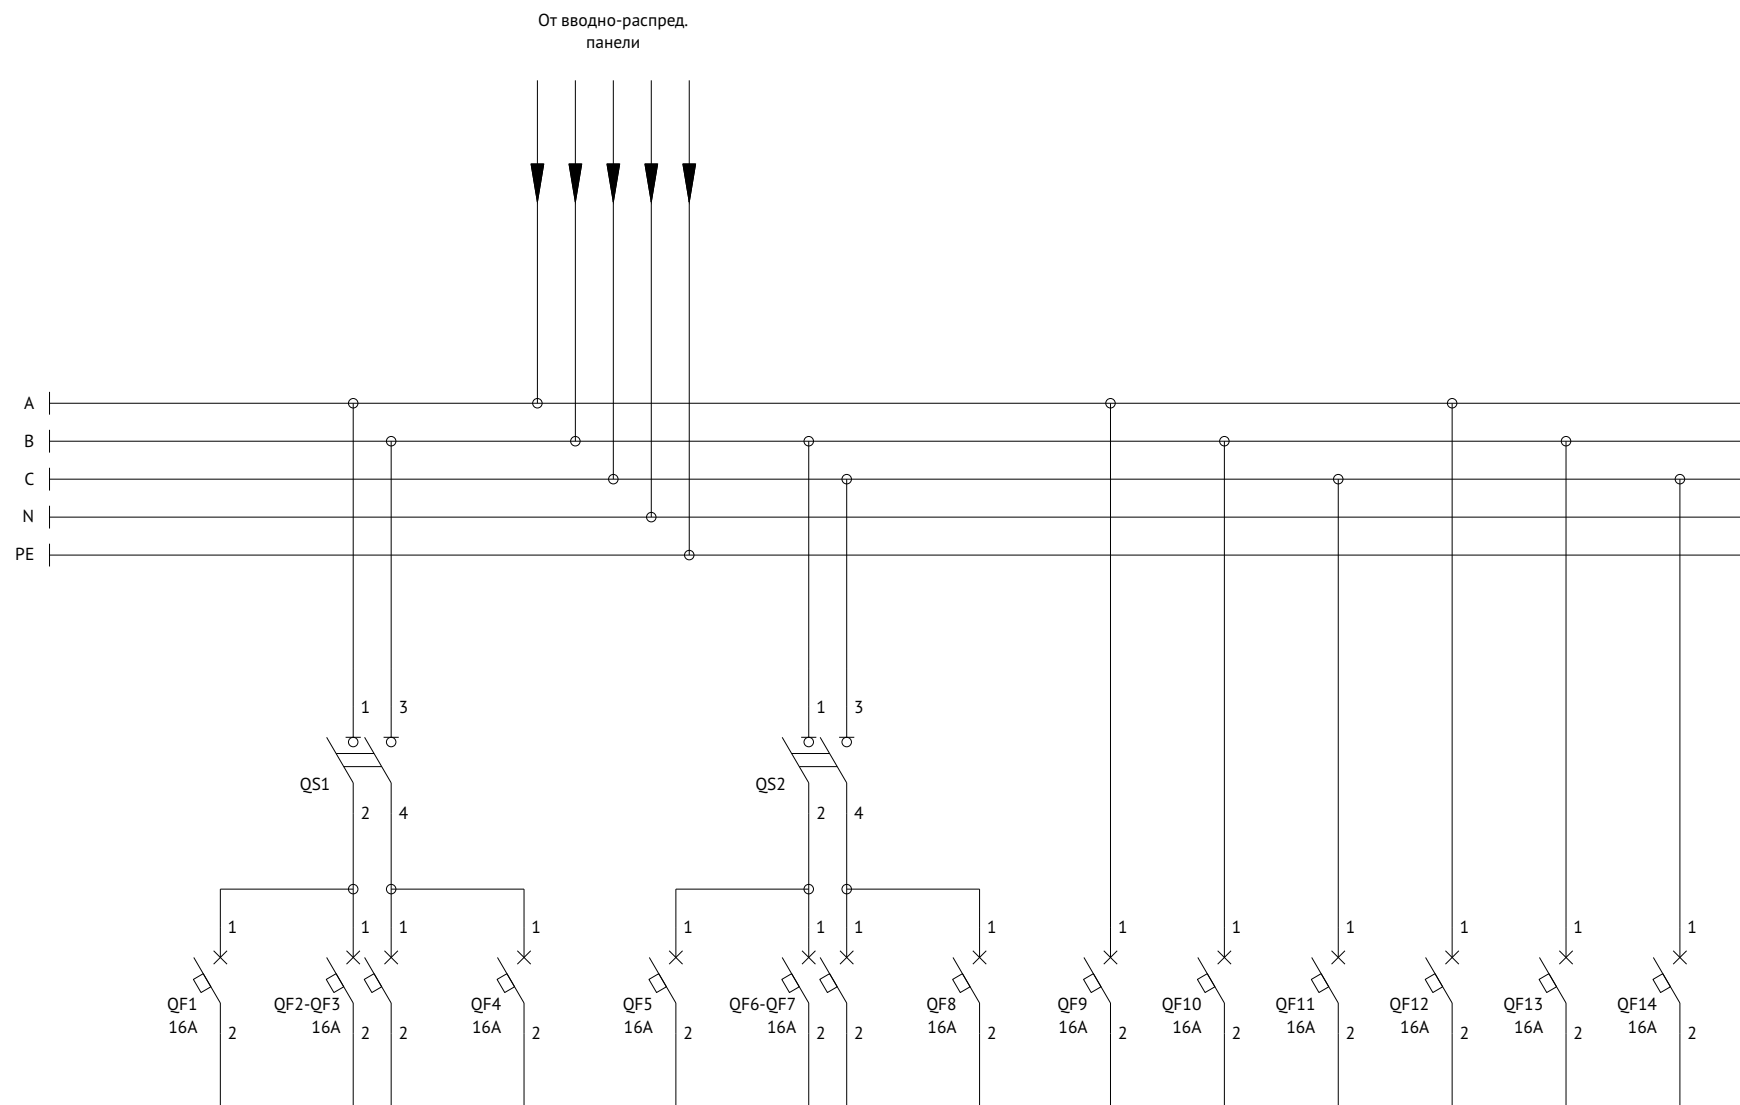 От вводно-распред.
панели
A
B
C
N
PE
1 3 1 3
QS1 QS2
2 4 2 4
1 1 1 1 1 1 1 1 1 1 1 1 1 1
QF1 QF2-QF3 QF4 QF5 QF6-QF7 QF8 QF9 QF10 QF11 QF12 QF13 QF14
16A 16A 16A 16A 16A 16A 16A 16A 16A 16A 16A 16A
2 2 2 2 2 2 2 2 2 2 2 2 2 2